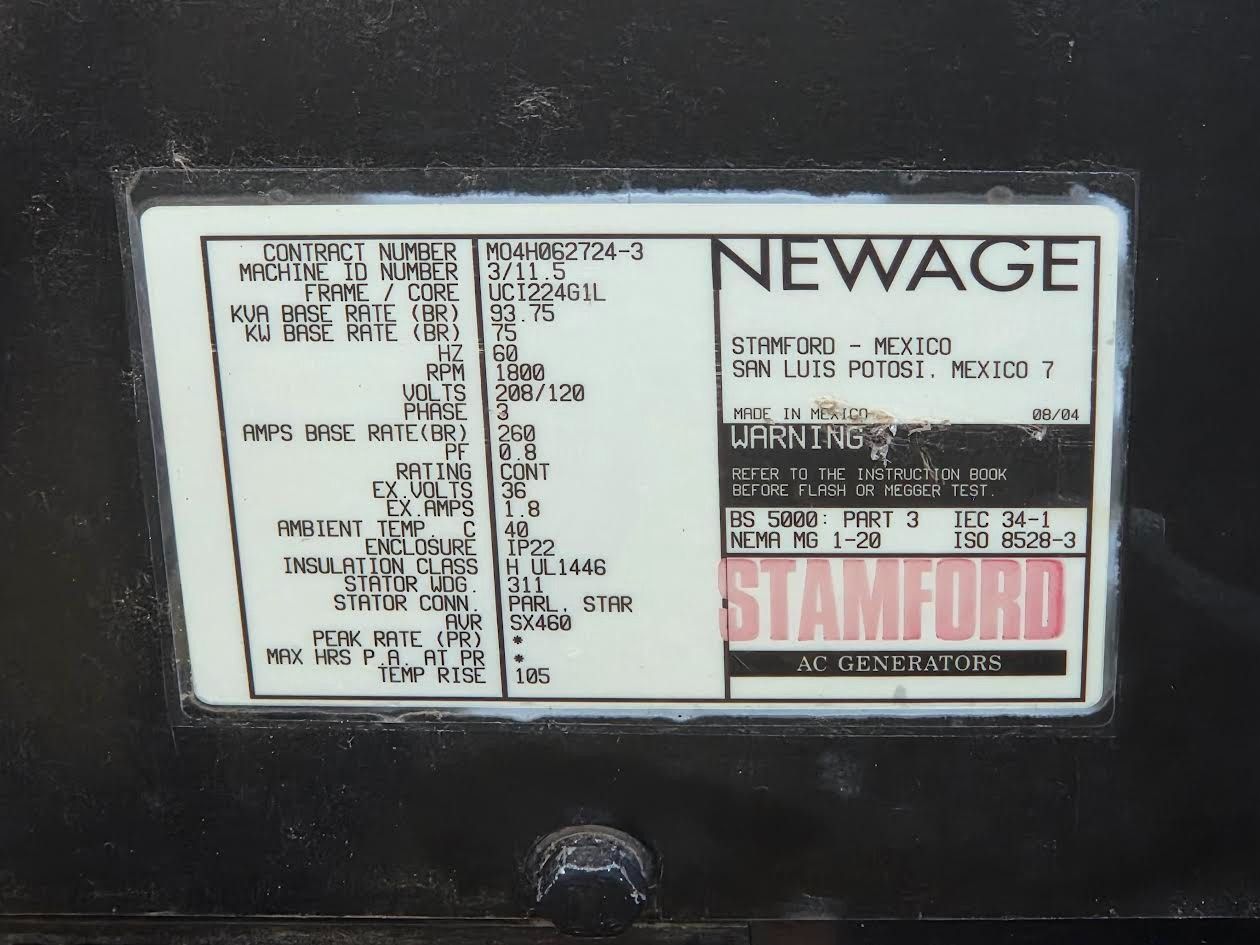 CONTRACT NUMBER M04H062724-3
MACHINE ID NUMBER 3/11.5
FRAME / CORE UCI224G1L
KVA BASE RATE (BR) 93.75
KW BASE RATE (BR) 75
HZ 60
RPM 1800
VOLTS 208/120
PHASE 3
AMPS BASE RATE(BR) 260
PF 0.8
RATING CONT
EX.VOLTS 36
EX.AMPS 1.8
AMBIENT TEMP. C 40
ENCLOSURE IP22
INSULATION CLASS H UL1446
STATOR WDG. 311
STATOR CONN. PARL. STAR
AVR SX460
PEAK RATE (PR) *
MAX HRS P.A. AT PR *
TEMP RISE 105
NEWAGE
STAMFORD - MEXICO
SAN LUIS POTOSI. MEXICO 7
MADE IN MEXICO 08/04
WARNING
REFER TO THE INSTRUCTION BOOK
BEFORE FLASH OR MEGGER TEST.
BS 5000: PART 3 IEC 34-1
NEMA MG 1-20 ISO 8528-3
STAMFORD
AC GENERATORS